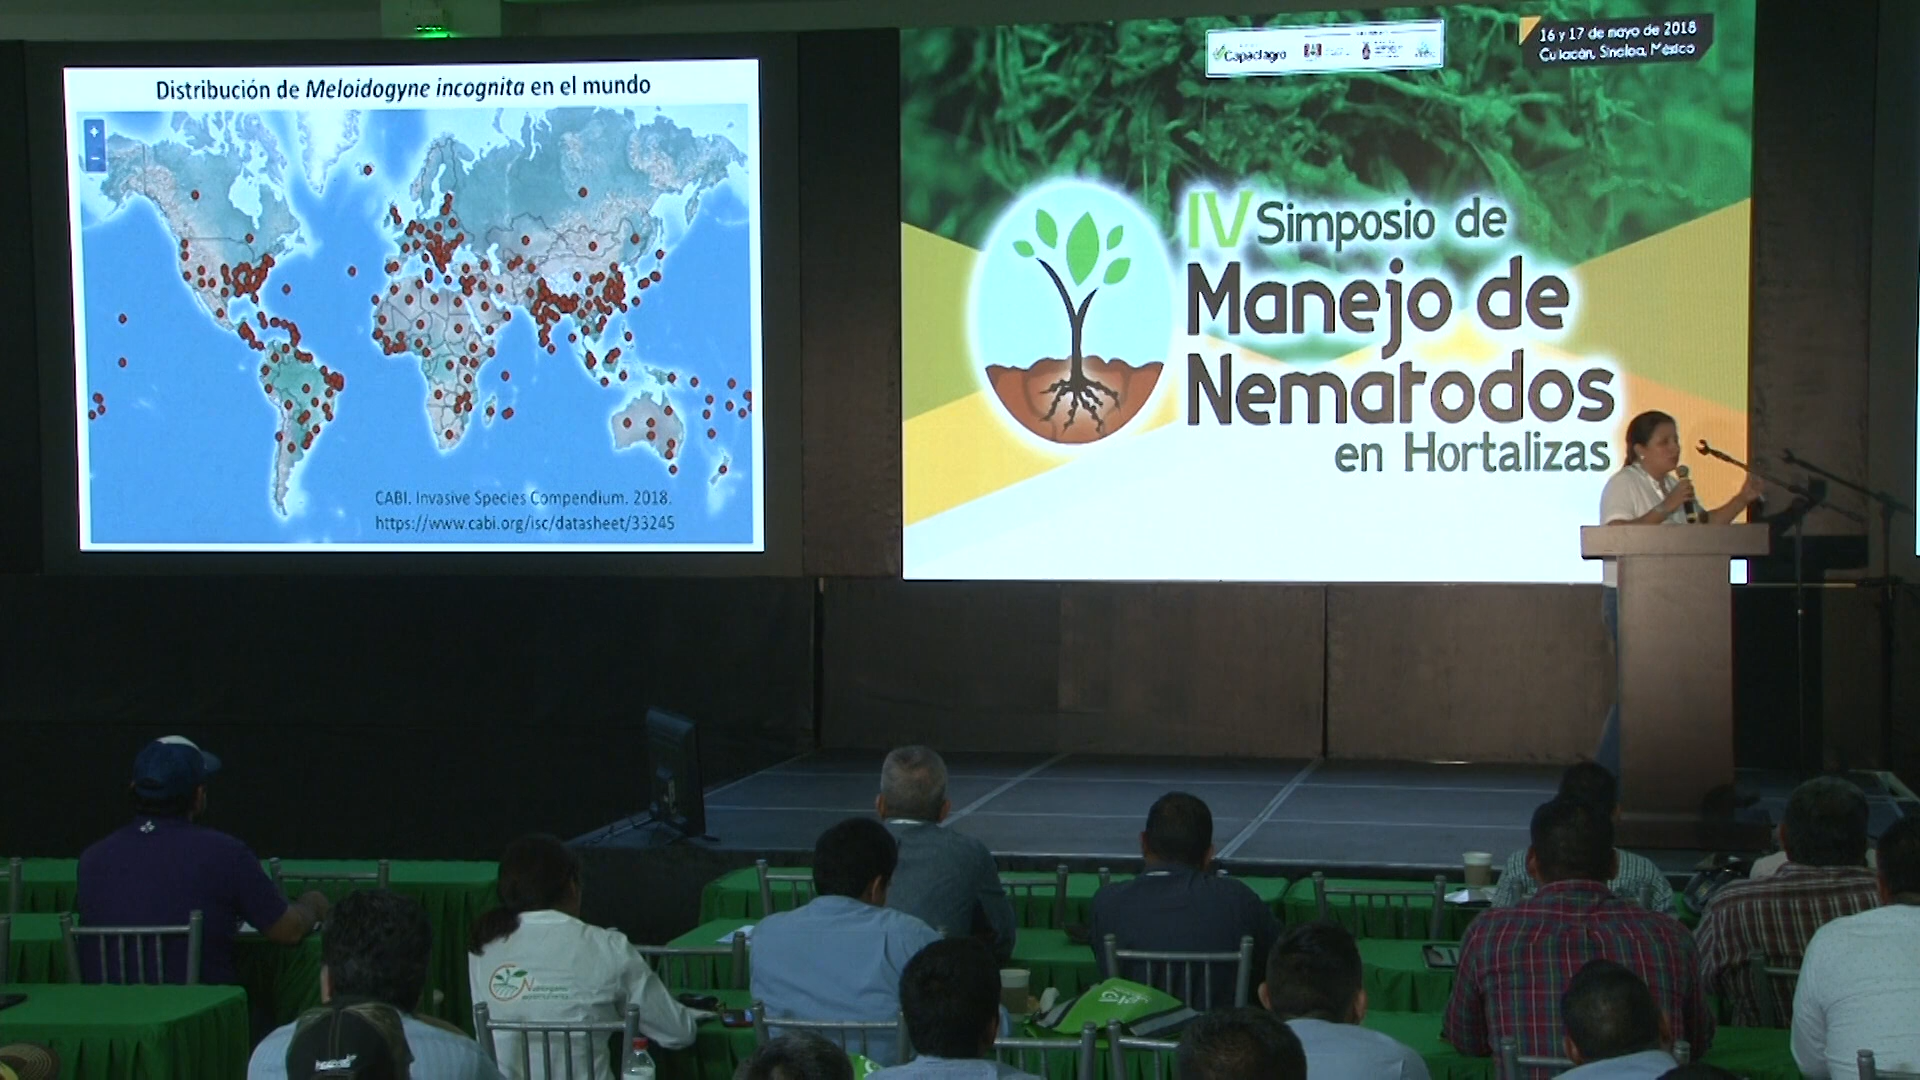 Distribución de Meloidogyne incognita en el mundo
+
-
CABI. Invasive Species Compendium. 2018.
https://www.cabi.org/isc/datasheet/33245
Capaciagro
16 y 17 de mayo de 2018
Culiacán, Sinaloa, México
IV Simposio de
Manejo de
Nematodos
en Hortalizas